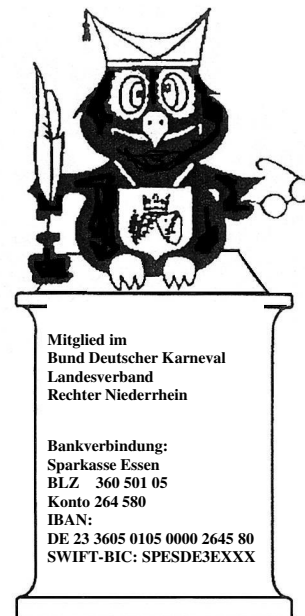 Mitglied im
Bund Deutscher Karneval
Landesverband
Rechter Niederrhein
Bankverbindung:
Sparkasse Essen
BLZ 360 501 05
Konto 264 580
IBAN:
DE 23 3605 0105 0000 2645 80
SWIFT-BIC: SPESDE3EXXX